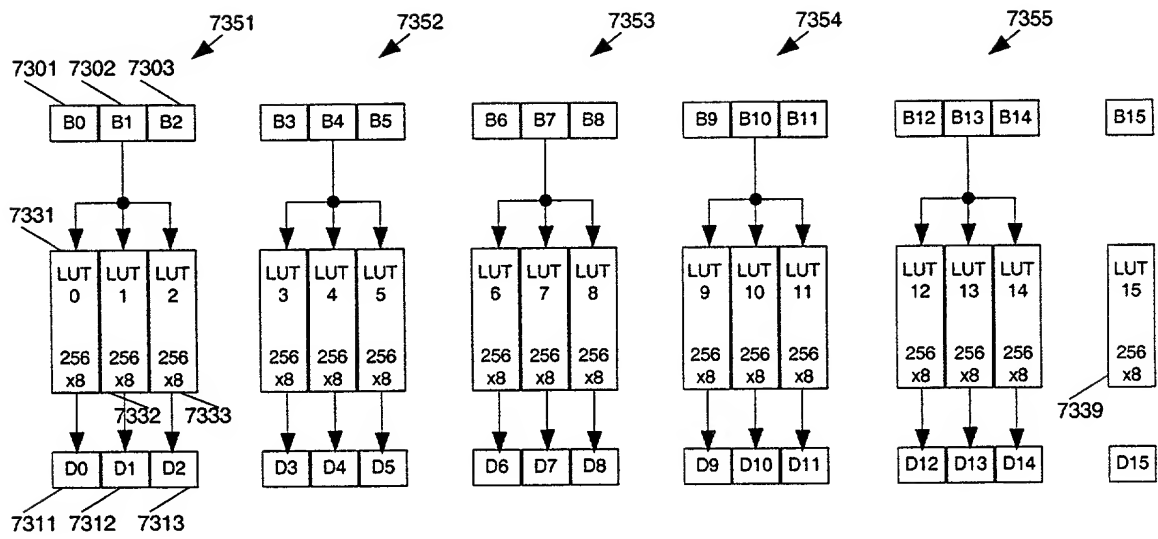 7351 7352 7353 7354 7355
7301 7302 7303
B0 B1 B2 B3 B4 B5 B6 B7 B8 B9 B10 B11 B12 B13 B14 B15
7331
LUT LUT LUT LUT LUT LUT LUT LUT LUT LUT LUT LUT LUT LUT LUT LUT
0 1 2 3 4 5 6 7 8 9 10 11 12 13 14 15
256 256 256 256 256 256 256 256 256 256 256 256 256 256 256 256
x8 x8 x8 x8 x8 x8 x8 x8 x8 x8 x8 x8 x8 x8 x8 x8
7332 7333 7339
D0 D1 D2 D3 D4 D5 D6 D7 D8 D9 D10 D11 D12 D13 D14 D15
7311 7312 7313